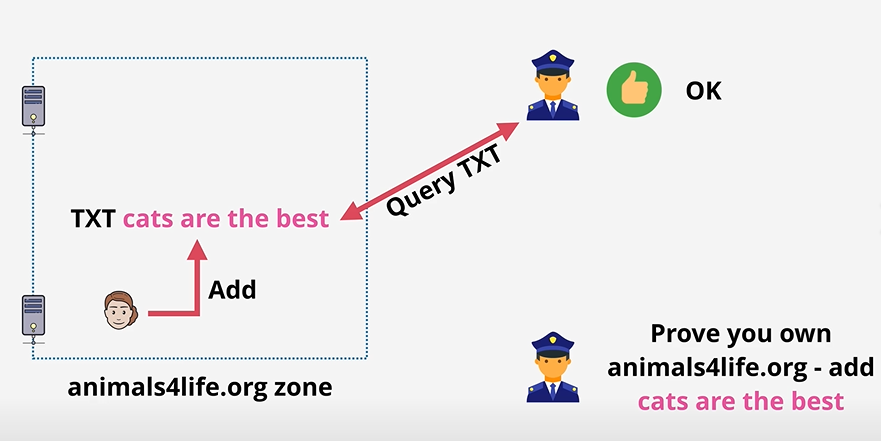 OK
Query TXT
TXT cats are the best
Add
animals4life.org zone
Prove you own
animals4life.org - add
cats are the best